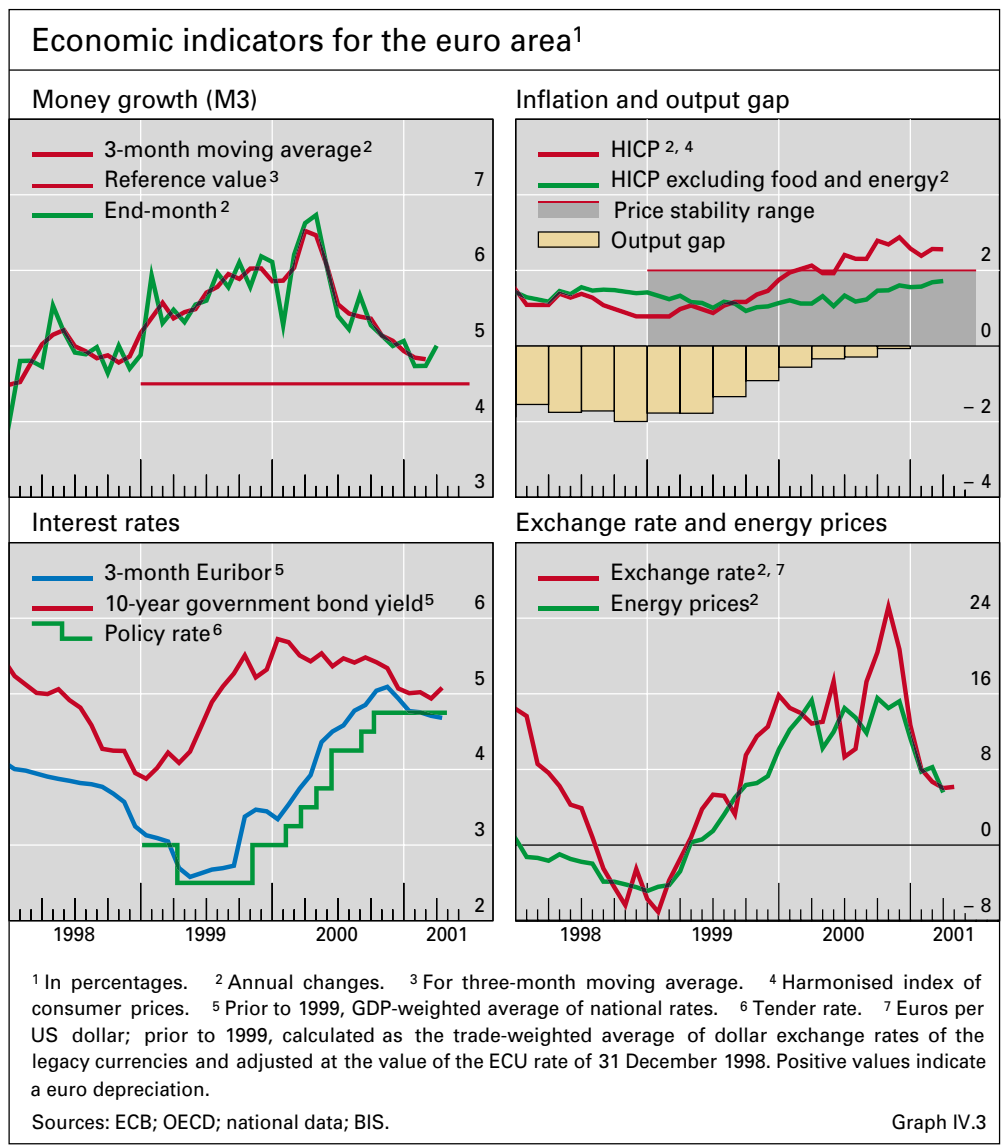 Economic indicators for the euro area1
Money growth (M3)
3-month moving average2
Reference value3
End-month2
7
6
5
4
3
Inflation and output gap
HICP 2, 4
HICP excluding food and energy2
Price stability range
Output gap
2
0
– 2
– 4
Interest rates
3-month Euribor5
10-year government bond yield5
Policy rate6
6
5
4
3
2
1998 1999 2000 2001
Exchange rate and energy prices
Exchange rate2, 7
Energy prices2
24
16
8
0
– 8
1998 1999 2000 2001
1 In percentages. 2 Annual changes. 3 For three-month moving average. 4 Harmonised index of
consumer prices. 5 Prior to 1999, GDP-weighted average of national rates. 6 Tender rate. 7 Euros per
US dollar; prior to 1999, calculated as the trade-weighted average of dollar exchange rates of the
legacy currencies and adjusted at the value of the ECU rate of 31 December 1998. Positive values indicate
a euro depreciation.
Sources: ECB; OECD; national data; BIS. Graph IV.3